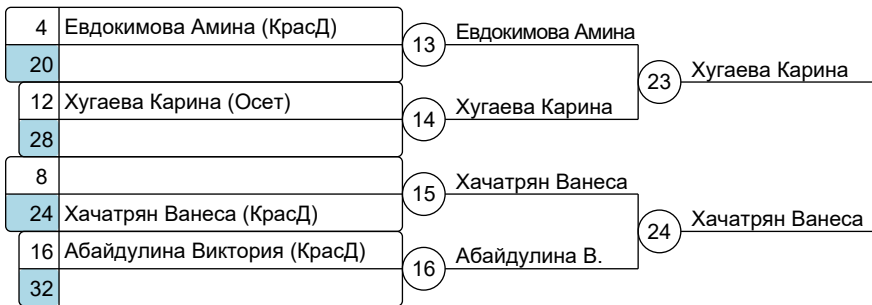 4 Евдокимова Амина (КрасД)
20
12 Хугаева Карина (Осет)
28
8
24 Хачатрян Ванеса (КрасД)
16 Абайдулина Виктория (КрасД)
32
13 Евдокимова Амина
14 Хугаева Карина
15 Хачатрян Ванеса
16 Абайдулина В.
23 Хугаева Карина
24 Хачатрян Ванеса